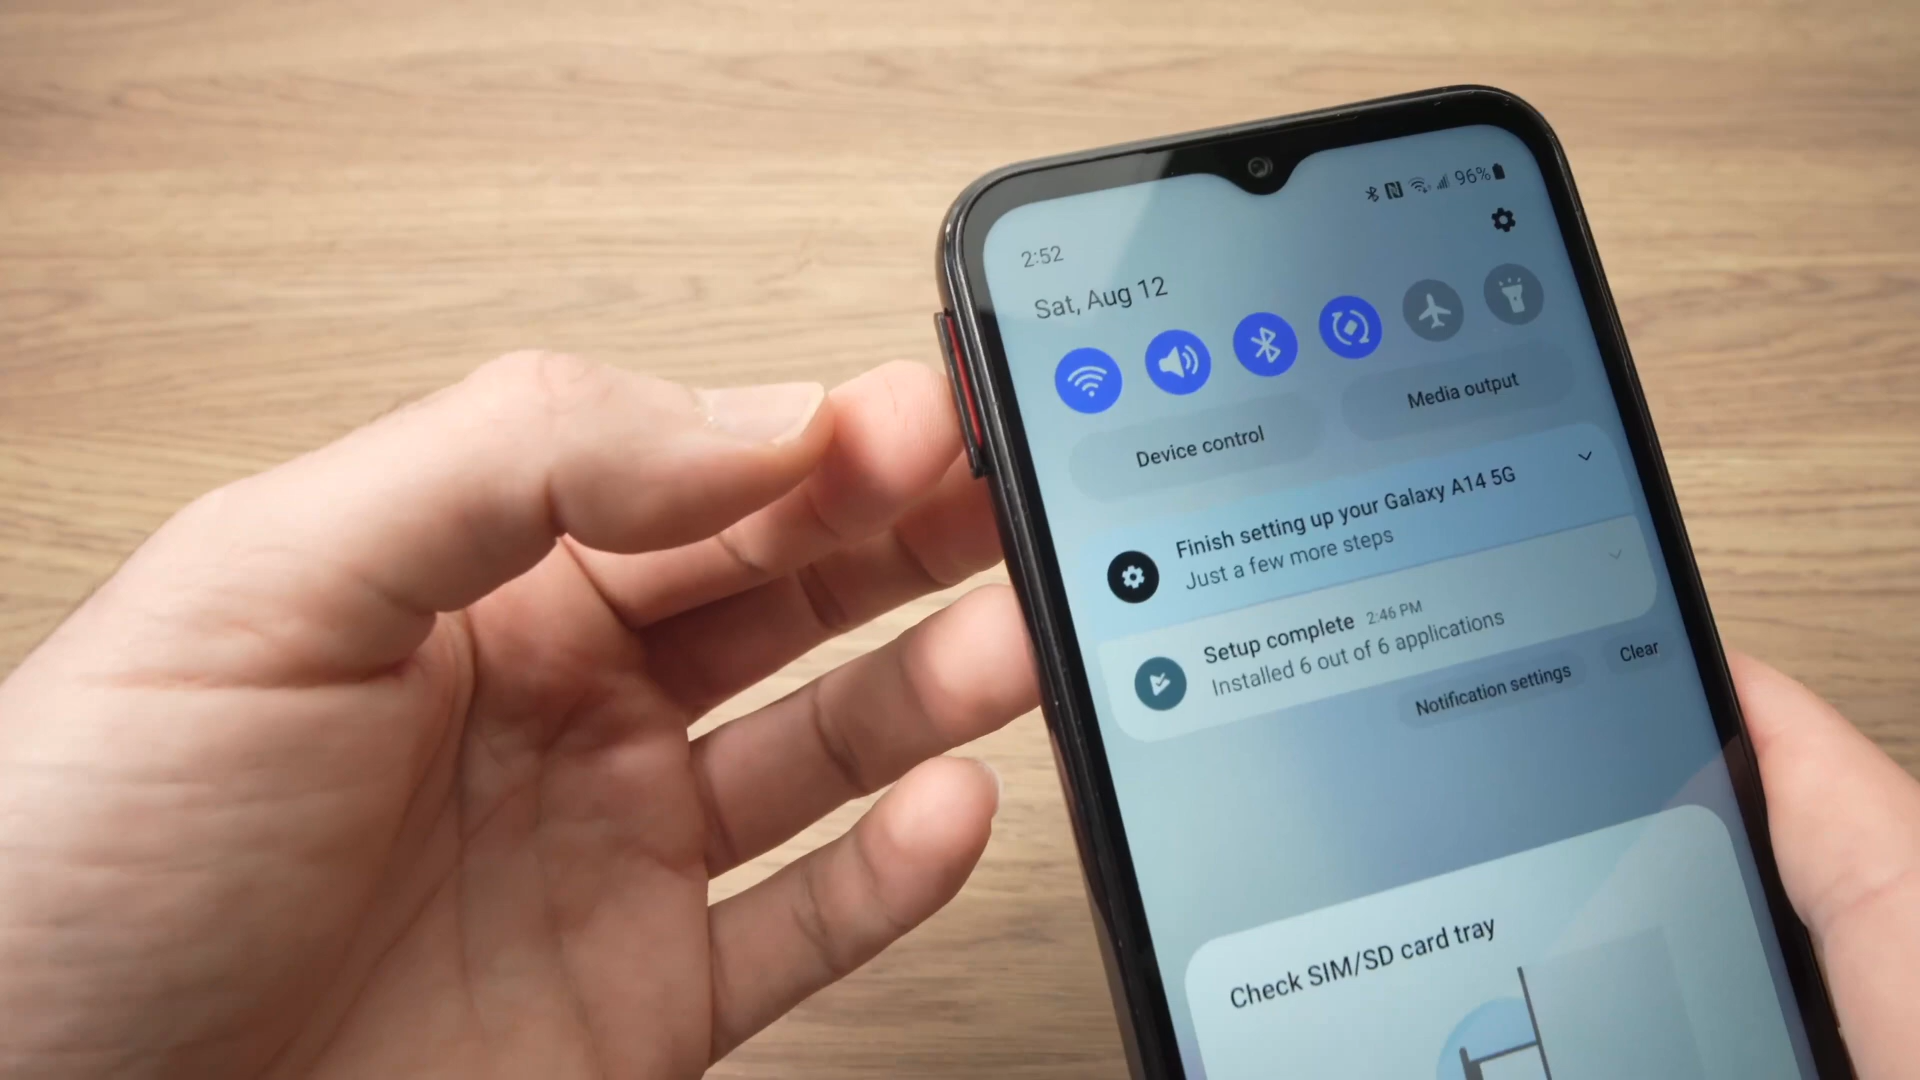 96%
2:52
Sat, Aug 12
Device control
Media output
Finish setting up your Galaxy A14 5G
Just a few more steps
Setup complete 2:46 PM
Installed 6 out of 6 applications
Notification settings
Clear
Check SIM/SD card tray